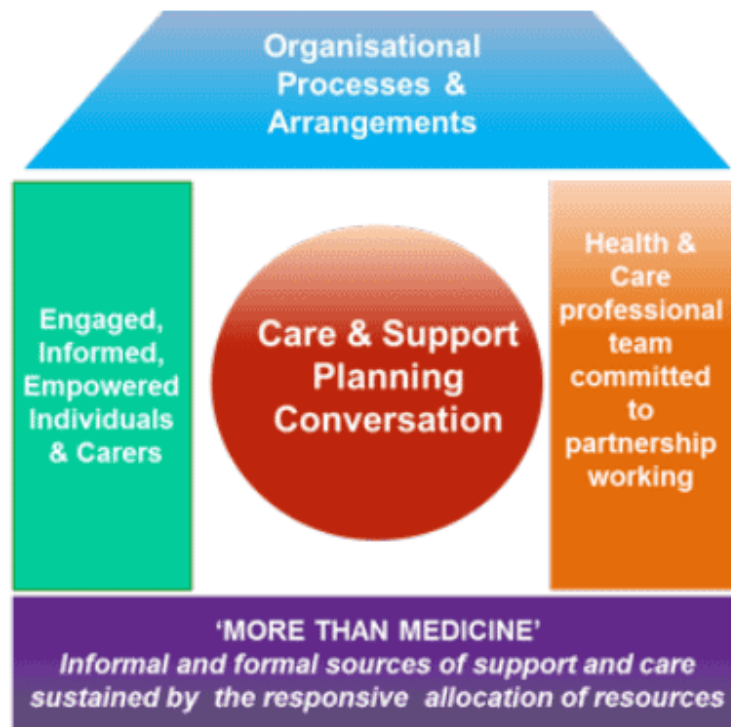 Organisational
Processes &
Arrangements
Engaged,
Informed,
Empowered
Individuals
& Carers
Care & Support
Planning
Conversation
Health &
Care
professional
team
committed
to
partnership
working
‘MORE THAN MEDICINE’
Informal and formal sources of support and care
sustained by the responsive allocation of resources